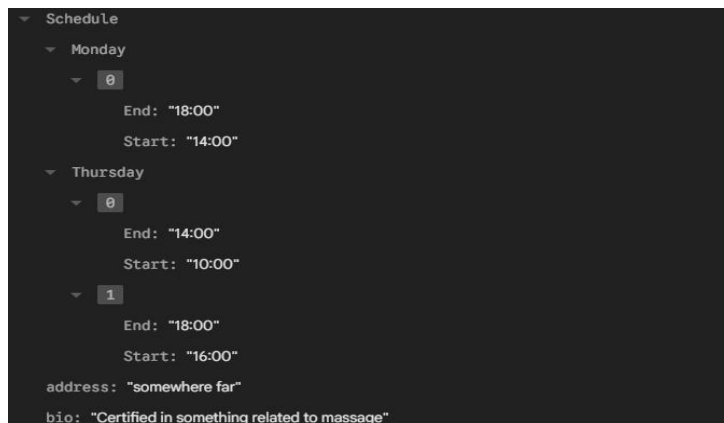 Schedule
Monday
0
End: "18:00"
Start: "14:00"
Thursday
0
End: "14:00"
Start: "10:00"
1
End: "18:00"
Start: "16:00"
address: "somewhere far"
bio: "Certified in something related to massage"